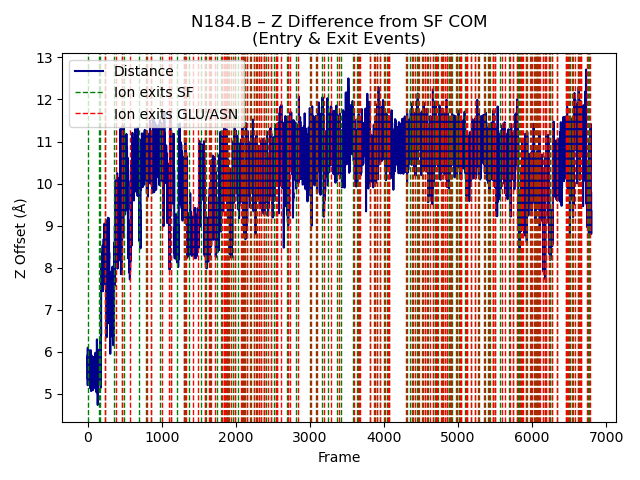 N184.B – Z Difference from SF COM
(Entry & Exit Events)
Distance
Ion exits SF
Ion exits GLU/ASN
13
12
11
10
9
8
7
6
5
Z Offset (Å)
0
1000
2000
3000
4000
5000
6000
7000
Frame